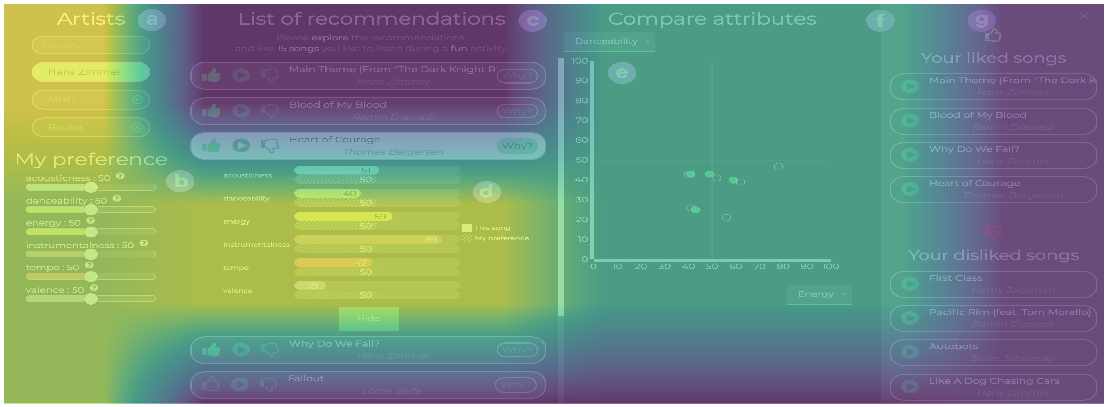 Artists
a
Hans Zimmer
MHD
Booba
My preference
b
acousticness : 50 ?
danceability : 50 ?
energy : 50 ?
instrumentalness : 50 ?
tempo : 50 ?
valence : 50 ?
List of recommendations
c
Please explore the recommendations
and like 15 songs you like to listen during a fun activity.
Main Theme (From "The Dark Knight R
Hans Zimmer
Why?
Blood of My Blood
Ramin Djawadi
Why?
Heart of Courage
Thomas Bergersen
Why?
d
acousticness
51
50
danceability
40
50
energy
59
50
instrumentalness
89
50
tempo
47
50
valence
19
50
This song
My preference
Hide
Why Do We Fall?
Hans Zimmer
Why?
Fallout
Lorne Balfe
Why?
Compare attributes
f
Danceability
e
100
90
80
70
60
50
40
30
20
10
0
0 10 20 30 40 50 60 70 80 90 100
Energy
g
×
Your liked songs
Main Theme (From "The Dark K
Hans Zimmer
Blood of My Blood
Ramin Djawadi
Why Do We Fall?
Hans Zimmer
Heart of Courage
Thomas Bergersen
Your disliked songs
First Class
Henry Jackman
Pacific Rim (feat. Tom Morello)
Ramin Djawadi
Autobots
Steve Jablonsky
Like A Dog Chasing Cars
Hans Zimmer